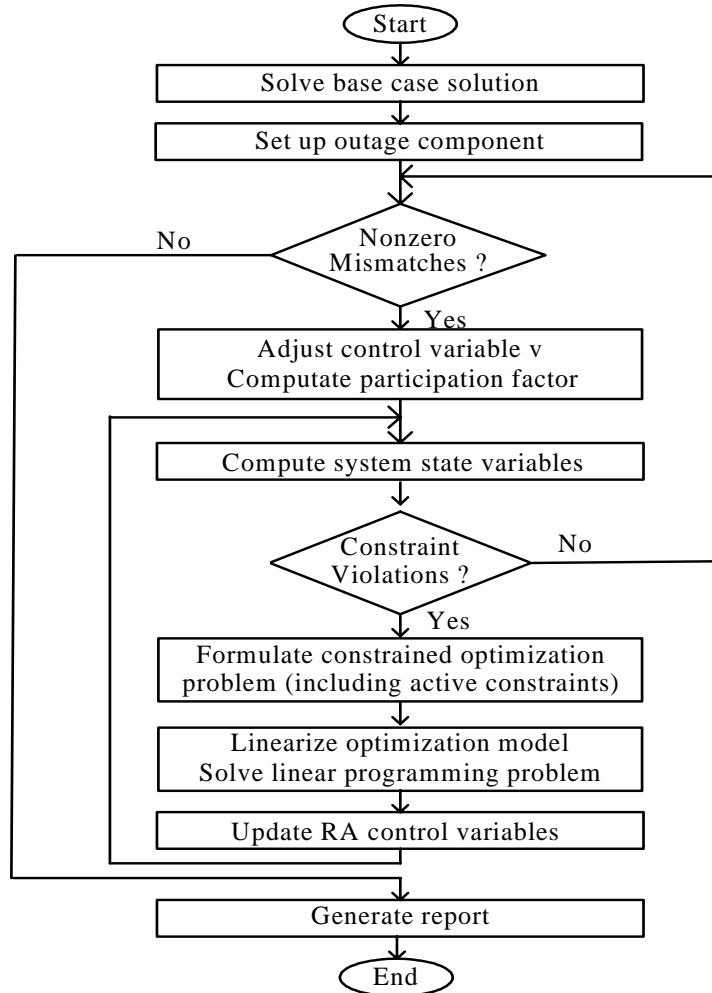 Start
Solve base case solution
Set up outage component
No
Nonzero
Mismatches ?
Yes
Adjust control variable v
Computate participation factor
Compute system state variables
Constraint
Violations ?
No
Yes
Formulate constrained optimization
problem (including active constraints)
Linearize optimization model
Solve linear programming problem
Update RA control variables
Generate report
End